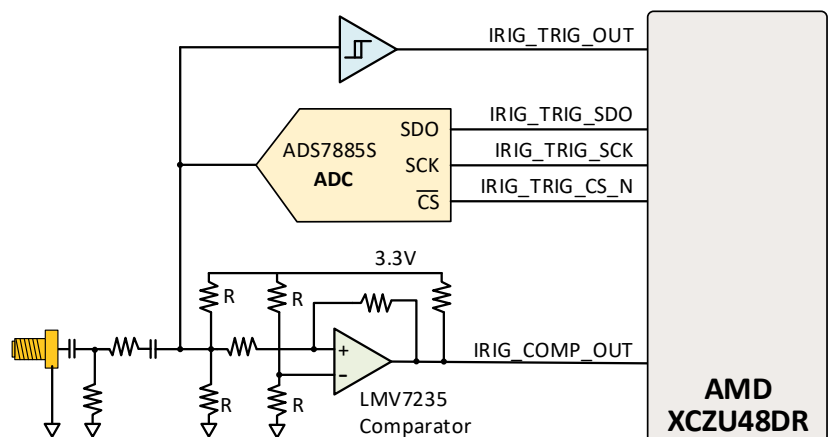 IRIG_TRIG_OUT
SDO
IRIG_TRIG_SDO
ADS7885S
ADC
SCK
IRIG_TRIG_SCK
CS
IRIG_TRIG_CS_N
3.3V
R
R
IRIG_COMP_OUT
+
−
R
R
LMV7235
Comparator
AMD
XCZU48DR